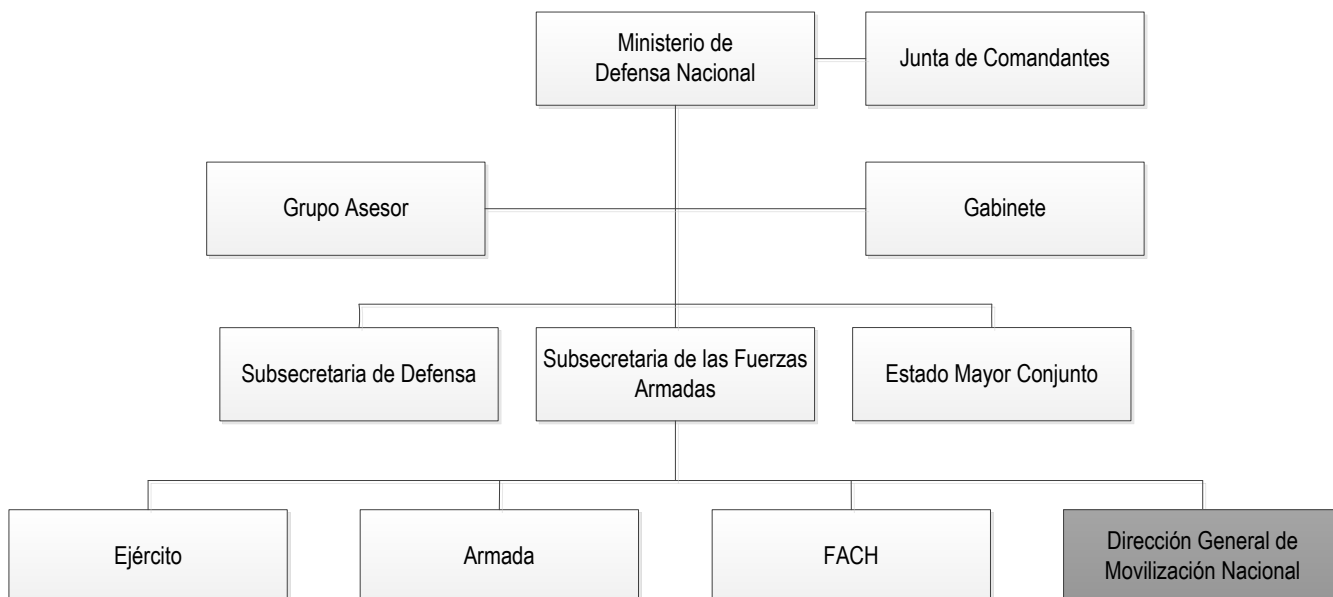 Ministerio de
Defensa Nacional
Junta de Comandantes
Grupo Asesor
Gabinete
Subsecretaria de Defensa
Subsecretaria de las Fuerzas
Armadas
Estado Mayor Conjunto
Ejército
Armada
FACH
Dirección General de
Movilización Nacional